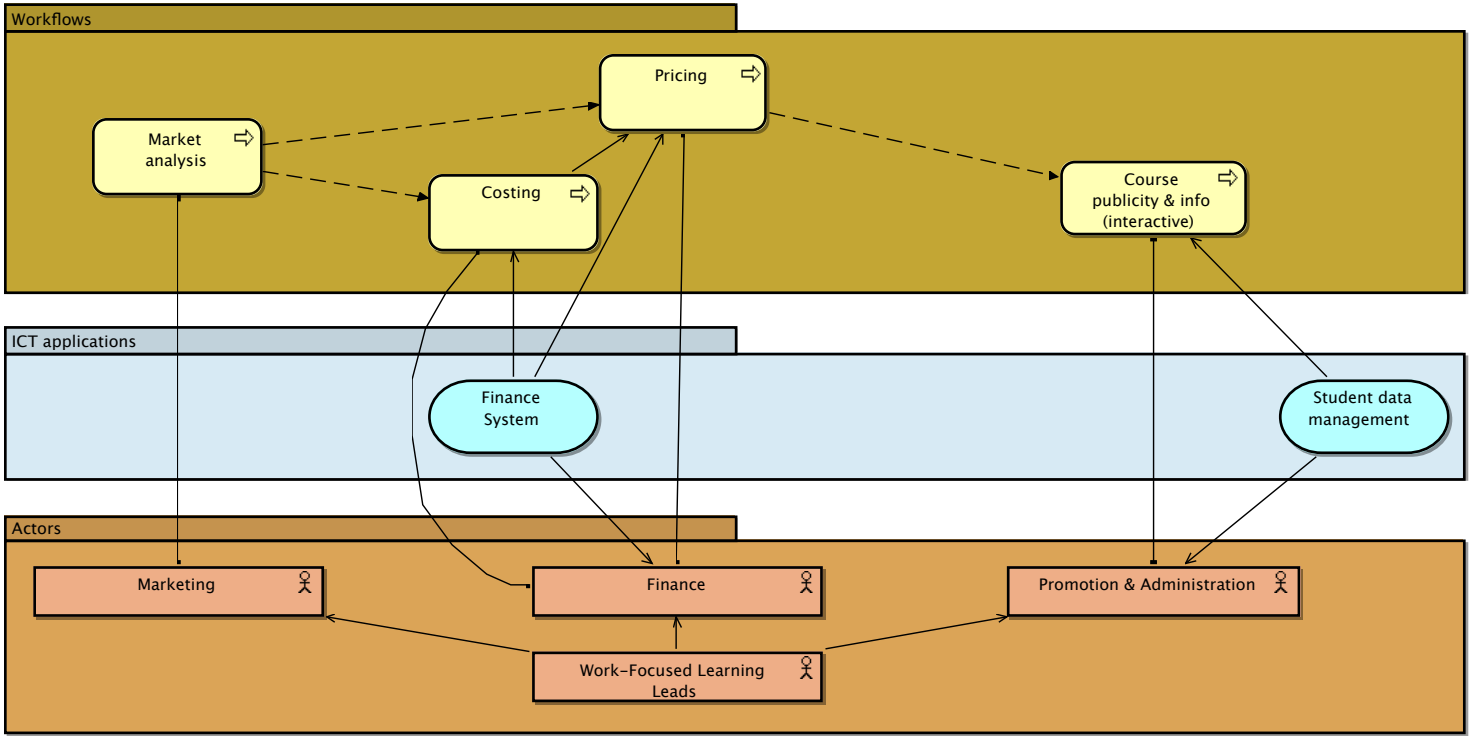 Workflows
Pricing
Market
analysis
Costing
Course
publicity & info
(interactive)
ICT applications
Finance
System
Student data
management
Actors
Marketing
Finance
Promotion & Administration
Work-Focused Learning
Leads